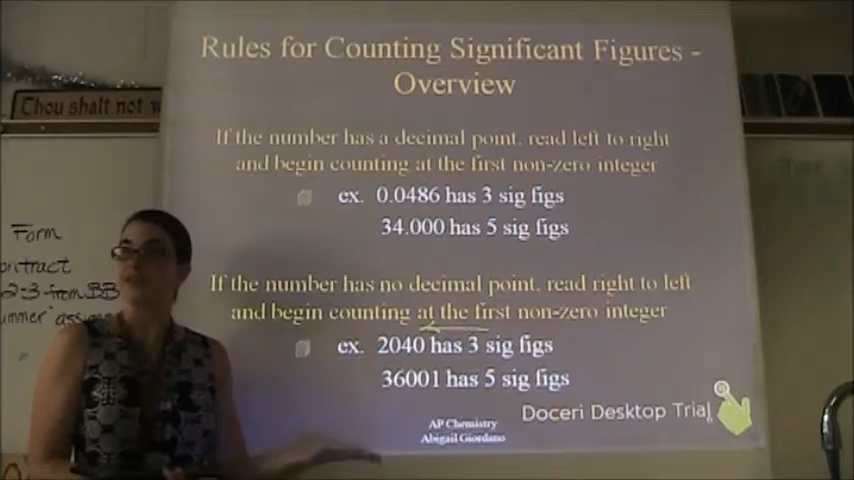 Rules for Counting Significant Figures -
Overview
If the number has a decimal point, read left to right
and begin counting at the first non-zero integer
ex. 0.0486 has 3 sig figs
34.000 has 5 sig figs
If the number has no decimal point, read right to left
and begin counting at the first non-zero integer
ex. 2040 has 3 sig figs
36001 has 5 sig figs
AP Chemistry
Abigail Giordano
Doceri Desktop Trial
Thou shalt not
Form
2-3 from BB